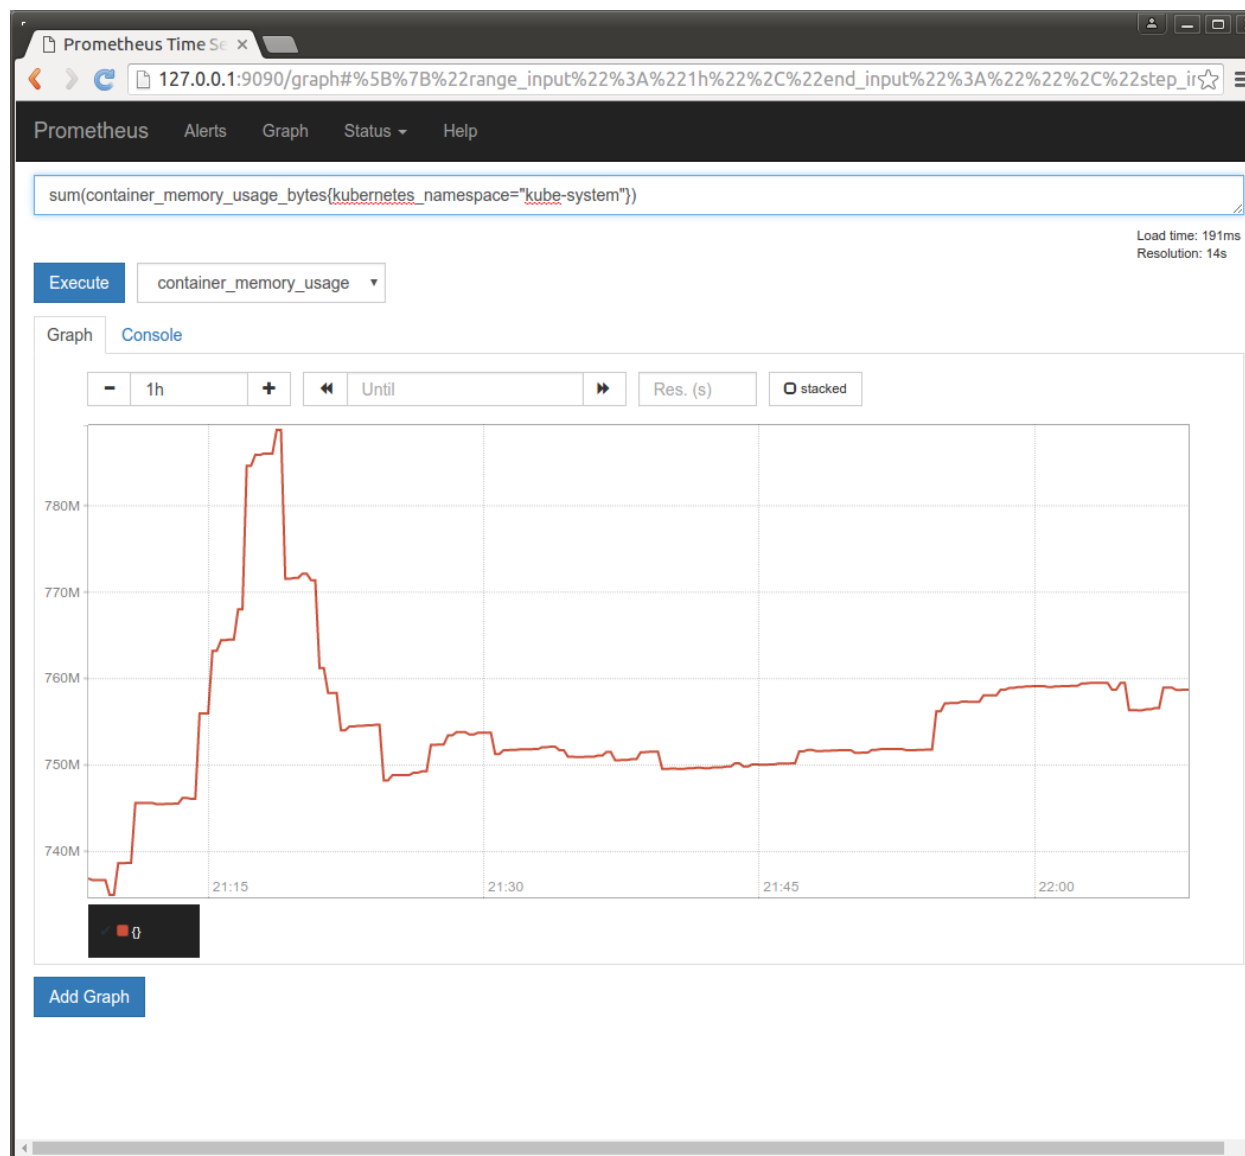 Prometheus Time Se
127.0.0.1:9090/graph#%5B%7B%22range_input%22%3A%221h%22%2C%22end_input%22%3A%22%22%2C%22step_ir
Prometheus Alerts Graph Status Help
sum(container_memory_usage_bytes{kubernetes_namespace="kube-system"})
Load time: 191ms
Resolution: 14s
Execute container_memory_usage
Graph Console
1h Until Res. (s) stacked
780M
770M
760M
750M
740M
21:15 21:30 21:45 22:00
{}
Add Graph